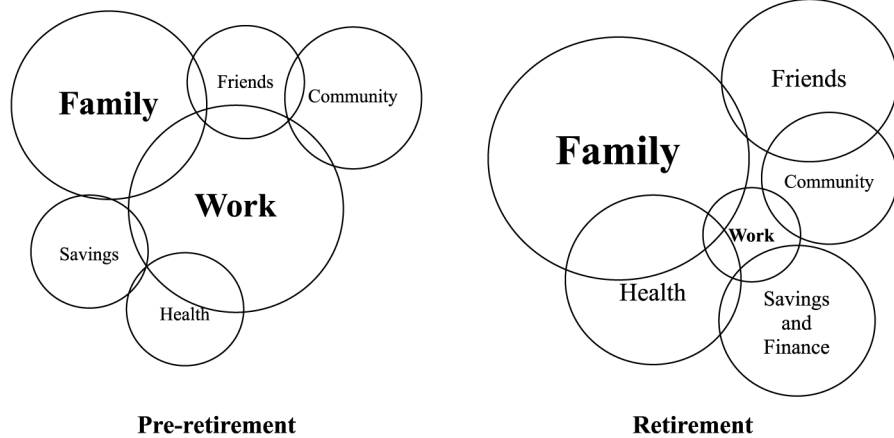 Family
Friends
Community
Work
Savings
Health
Pre-retirement
Friends
Family
Community
Work
Health
Savings
and
Finance
Retirement